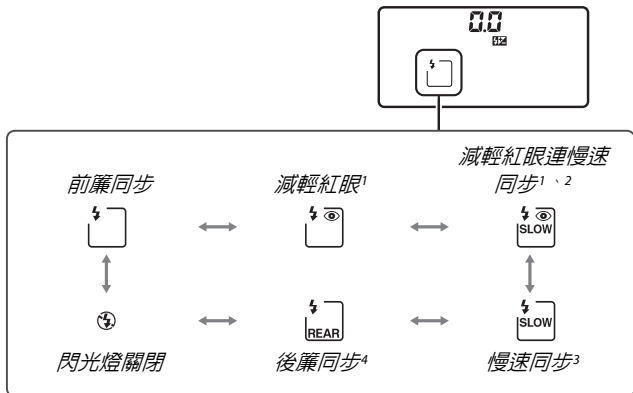 0.0
減輕紅眼連慢速
前簾同步 減輕紅眼1 同步1、2
SLOW
REAR SLOW
閃光燈關閉 後簾同步4 慢速同步3